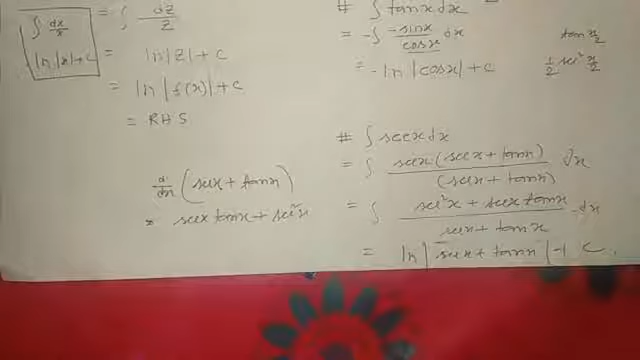 ∫ dx/x
ln|x|+c
= ∫ dz/z
= ln|z|+c
= ln|f(x)|+c
= RHS
d/dx (secx+tanx)
= secx tanx + sec²x
# ∫ tanx dx
= -∫ -sinx/cosx dx
= -ln|cosx|+c
tan x/2
1/2 sec² x/2
# ∫ secx dx
= ∫ secx·(secx+tanx)/(secx+tanx) dx
= ∫ sec²x + secx tanx/secx+tanx dx
= ln|secx+tanx|+c.